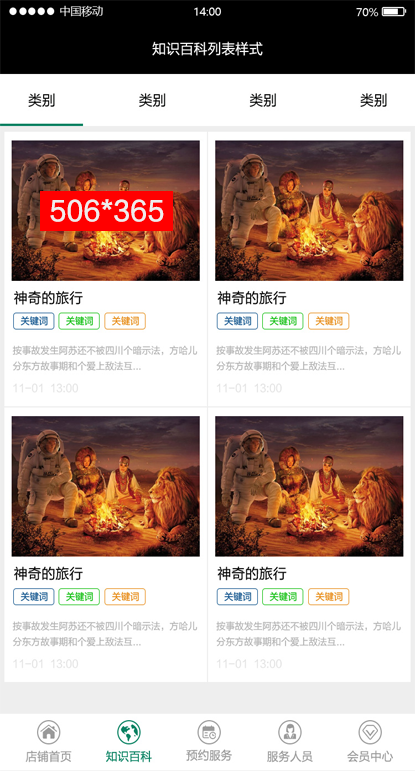 中国移动 14:00 70%
知识百科列表样式
类别 类别 类别 类别
506*365
神奇的旅行 神奇的旅行
关键词 关键词 关键词 关键词 关键词 关键词
按事故发生阿苏还不被四川个暗示法，方哈儿 按事故发生阿苏还不被四川个暗示法，方哈儿
分东方故事期和个爱上敌法互... 分东方故事期和个爱上敌法互...
11-01 13:00 11-01 13:00
神奇的旅行 神奇的旅行
关键词 关键词 关键词 关键词 关键词 关键词
按事故发生阿苏还不被四川个暗示法，方哈儿 按事故发生阿苏还不被四川个暗示法，方哈儿
分东方故事期和个爱上敌法互... 分东方故事期和个爱上敌法互...
11-01 13:00 11-01 13:00
店铺首页 知识百科 预约服务 服务人员 会员中心